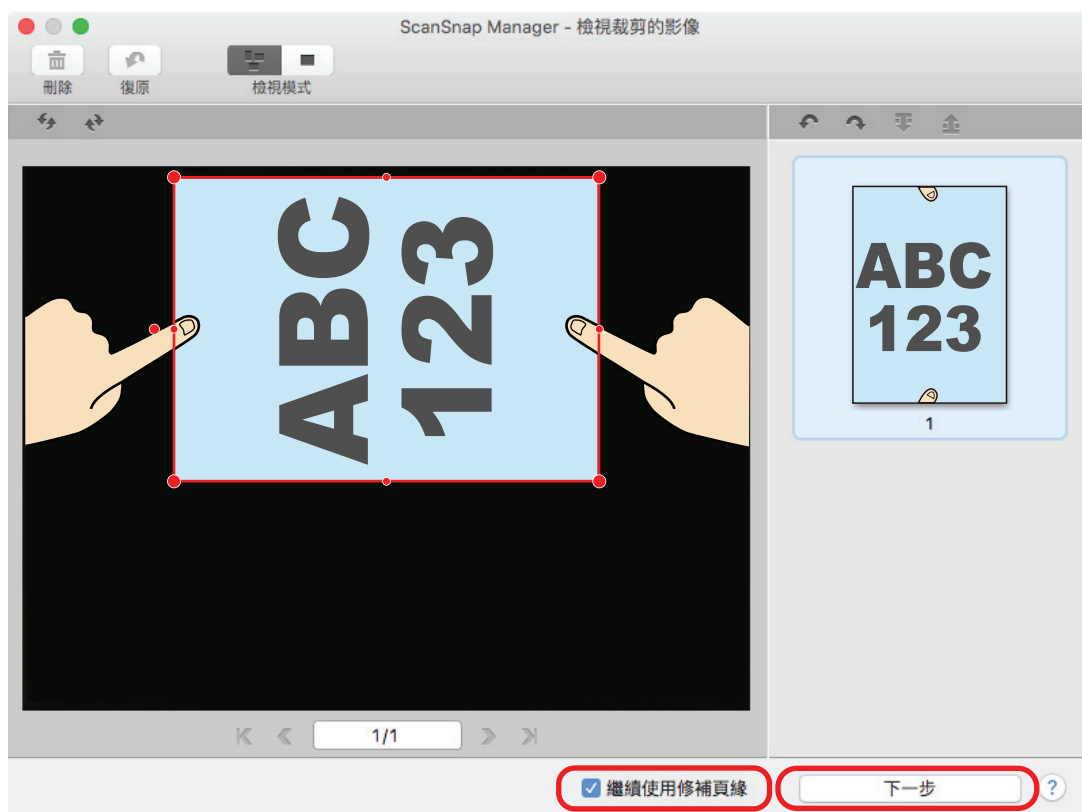 ScanSnap Manager - 檢視裁剪的影像
刪除 復原 檢視模式
ABC
123
ABC
123
1
1/1
繼續使用修補頁緣 下一步 ?